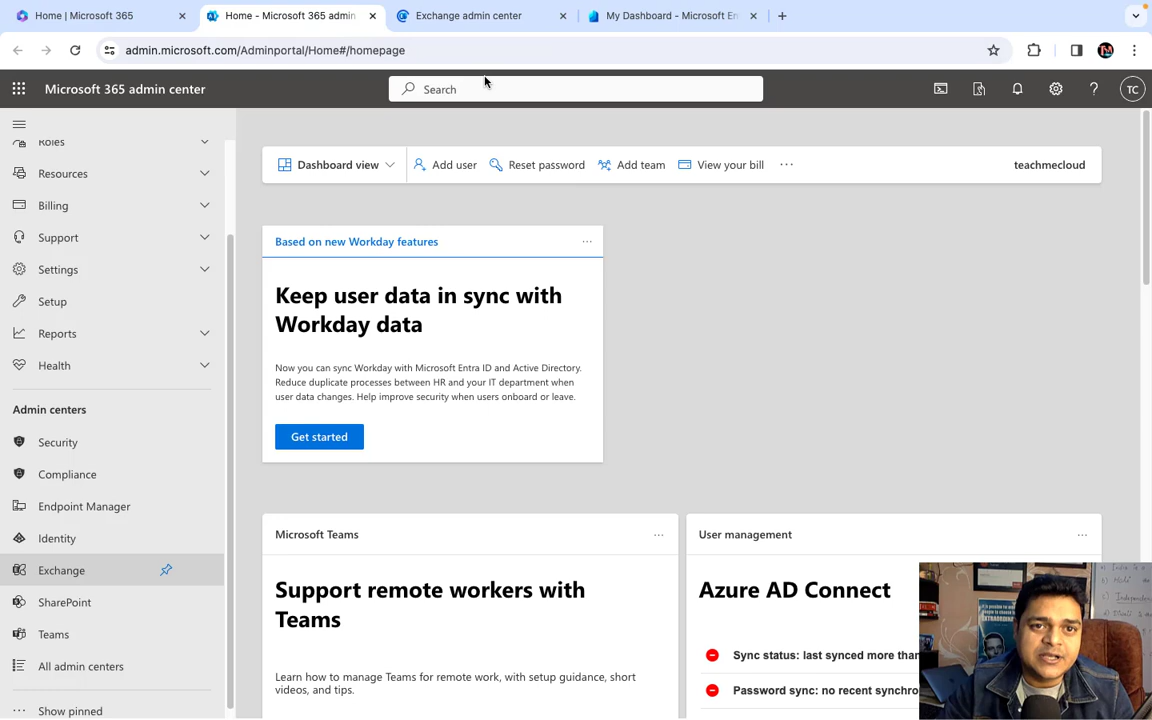 Home | Microsoft 365
Home - Microsoft 365 admin
Exchange admin center
My Dashboard - Microsoft En
admin.microsoft.com/Adminportal/Home#/homepage
Microsoft 365 admin center
Search
TC
Roles
Resources
Billing
Support
Settings
Setup
Reports
Health
Admin centers
Security
Compliance
Endpoint Manager
Identity
Exchange
SharePoint
Teams
All admin centers
Show pinned
Dashboard view
Add user
Reset password
Add team
View your bill
teachmecloud
Based on new Workday features
Keep user data in sync with
Workday data
Now you can sync Workday with Microsoft Entra ID and Active Directory.
Reduce duplicate processes between HR and your IT department when
user data changes. Help improve security when users onboard or leave.
Get started
Microsoft Teams
Support remote workers with
Teams
Learn how to manage Teams for remote work, with setup guidance, short
videos, and tips.
User management
Azure AD Connect
Sync status: last synced more than
Password sync: no recent synchro
EXTRAORDINARY